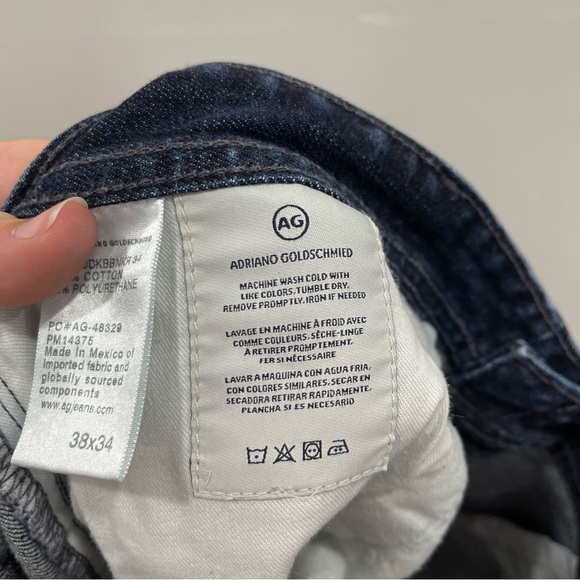 GOLDSCHMIED
COTTON
POLYURETHANE
PO#AG-48329
PM14375
Made In Mexico of
Imported fabric and
globally sourced
components
www.agjeans.com
38x34
AG
ADRIANO GOLDSCHMIED
MACHINE WASH COLD WITH
LIKE COLORS. TUMBLE DRY.
REMOVE PROMPTLY. IRON IF NEEDED
LAVAGE EN MACHINE À FROID AVEC
COMME COULEURS. SÈCHE-LINGE
À RETIRER PROMPTEMENT.
FER SI NÉCESSAIRE
LAVAR A MAQUINA CON AGUA FRIA,
CON COLORES SIMILARES. SECAR EN
SECADORA RETIRAR RAPIDAMENTE.
PLANCHA SI ES NECESARIO